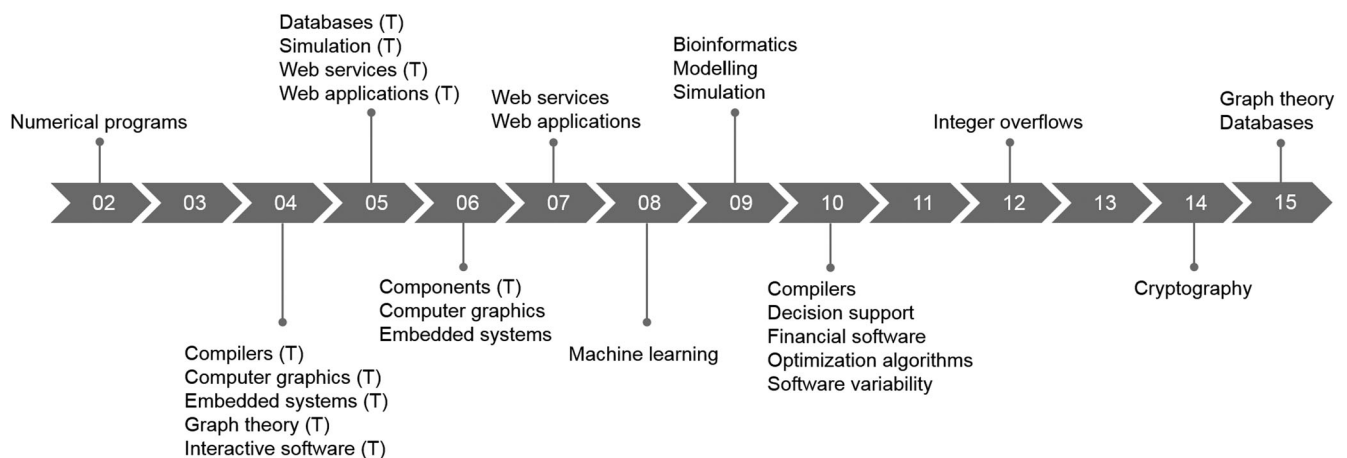 Databases (T)
Simulation (T)
Web services (T)
Web applications (T)
Bioinformatics
Modelling
Simulation
Web services
Web applications
Graph theory
Databases
Numerical programs
Integer overflows
02 03 04 05 06 07 08 09 10 11 12 13 14 15
Components (T)
Computer graphics
Embedded systems
Compilers
Decision support
Financial software
Optimization algorithms
Software variability
Cryptography
Compilers (T)
Computer graphics (T)
Embedded systems (T)
Graph theory (T)
Interactive software (T)
Machine learning